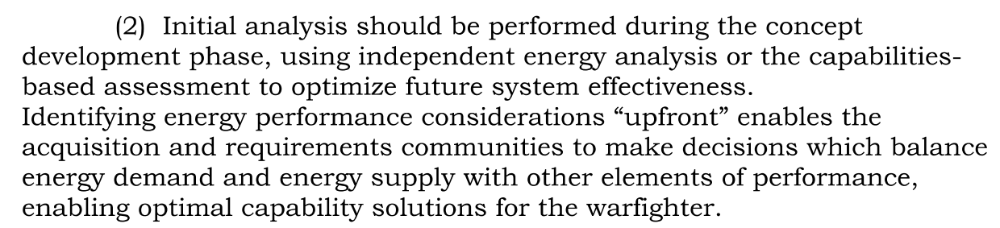 (2) Initial analysis should be performed during the concept
development phase, using independent energy analysis or the capabilities-
based assessment to optimize future system effectiveness.
Identifying energy performance considerations “upfront” enables the
acquisition and requirements communities to make decisions which balance
energy demand and energy supply with other elements of performance,
enabling optimal capability solutions for the warfighter.